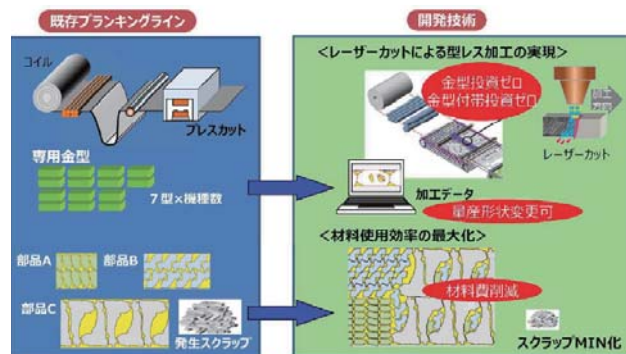 既存ブランキングライン
コイル
プレスカット
専用金型
7型×機種数
部品A
部品B
部品C
発生スクラップ
開発技術
<レーザーカットによる型レス加工の実現>
金型投資ゼロ
金型付帯投資ゼロ
加工
方向
レーザーカット
加工データ
量産形状変更可
<材料使用効率の最大化>
材料費削減
スクラップMIN化